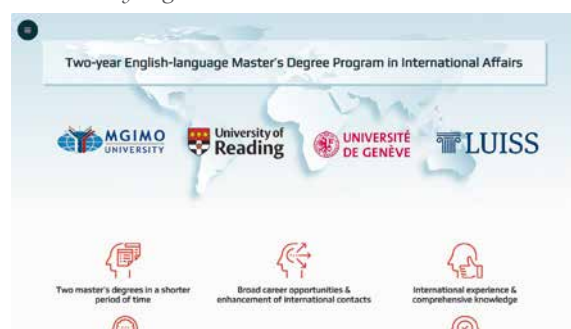 Two-year English-language Master's Degree Program in International Affairs
MGIMO
UNIVERSITY
University of
Reading
UNIVERSITÉ
DE GENÈVE
LUISS
Two master's degrees in a shorter
period of time
Broad career opportunities &
enhancement of international contacts
International experience &
comprehensive knowledge